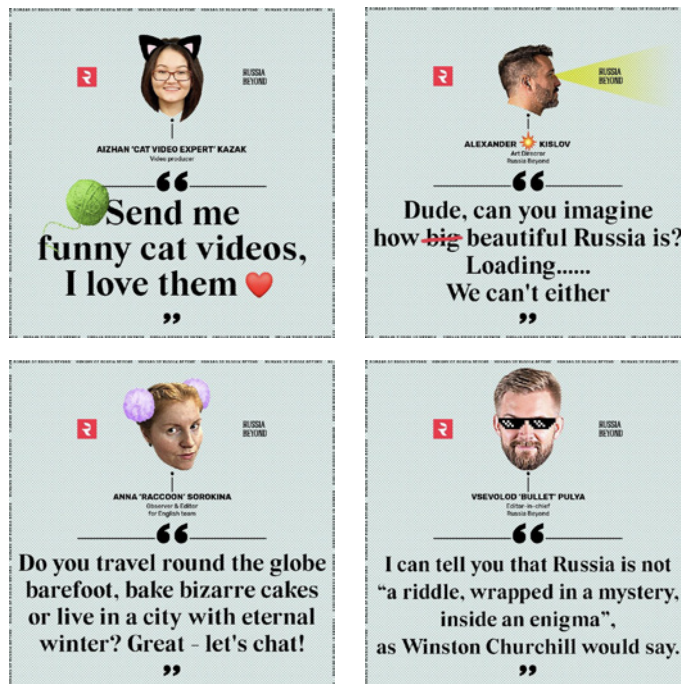 RUSSIA
BEYOND
AIZHAN 'CAT VIDEO EXPERT' KAZAK
Video producer
“
Send me
funny cat videos,
I love them ❤️
”
RUSSIA
BEYOND
ALEXANDER 💥 KISLOV
Art Director
Russia Beyond
“
Dude, can you imagine
how big beautiful Russia is?
Loading......
We can't either
”
RUSSIA
BEYOND
ANNA 'RACCOON' SOROKINA
Observer & Editor
for English team
“
Do you travel round the globe
barefoot, bake bizarre cakes
or live in a city with eternal
winter? Great - let's chat!
”
RUSSIA
BEYOND
VSEVOLOD 'BULLET' PULYA
Editor-in-chief
Russia Beyond
“
I can tell you that Russia is not
“a riddle, wrapped in a mystery,
inside an enigma”,
as Winston Churchill would say.
”